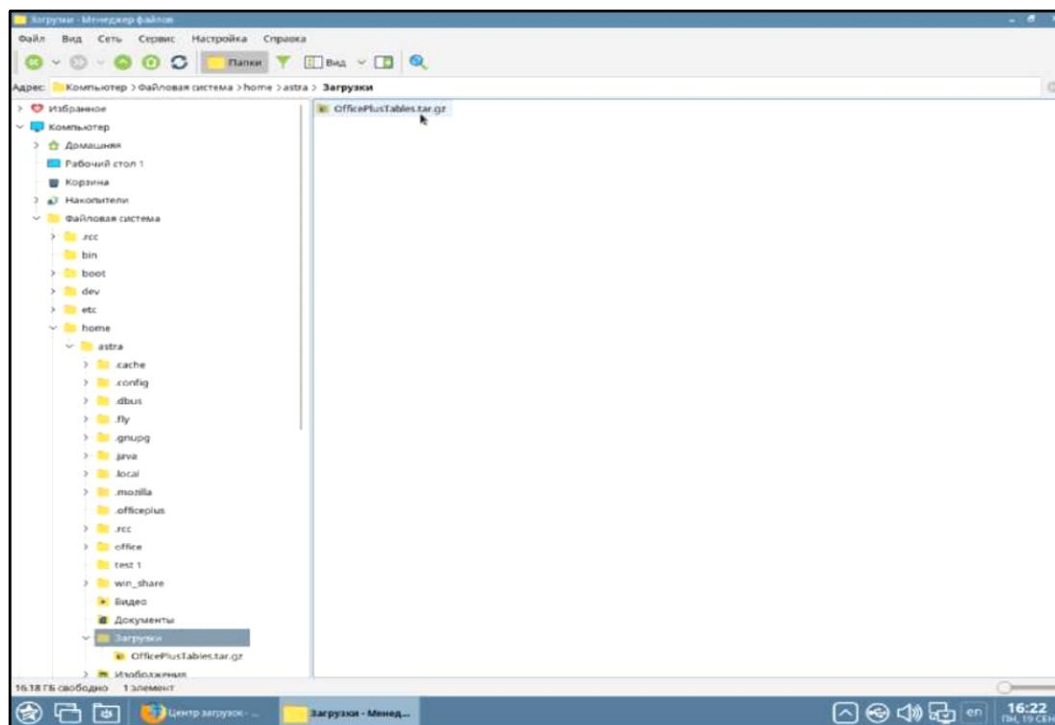 Загрузки - Менеджер файлов
Файл Вид Сеть Сервис Настройка Справка
Папки Вид
Адрес: Компьютер > Файловая система > home > astra > Загрузки
Избранное
OfficePlusTables.tar.gz
Компьютер
Домашняя
Рабочий стол 1
Корзина
Накопители
Файловая система
.rcc
bin
boot
dev
etc
home
astra
.cache
.config
.dbus
.fly
.gnupg
.java
.local
.mozilla
.officeplus
.rcc
office
test 1
win_share
Видео
Документы
Загрузки
OfficePlusTables.tar.gz
Изображения
16.18 ГБ свободно 1 элемент
Центр загрузок - ...
Загрузки - Менед...
en
16:22
Пн, 19 Сен